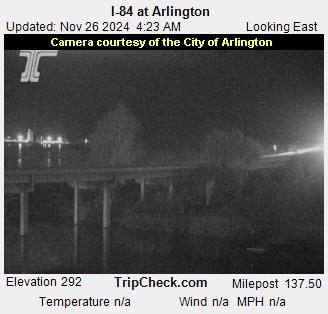 I-84 at Arlington
Updated: Nov 26 2024 4:23 AM Looking East
Camera courtesy of the City of Arlington
Elevation 292 TripCheck.com Milepost 137.50
Temperature n/a Wind n/a MPH n/a